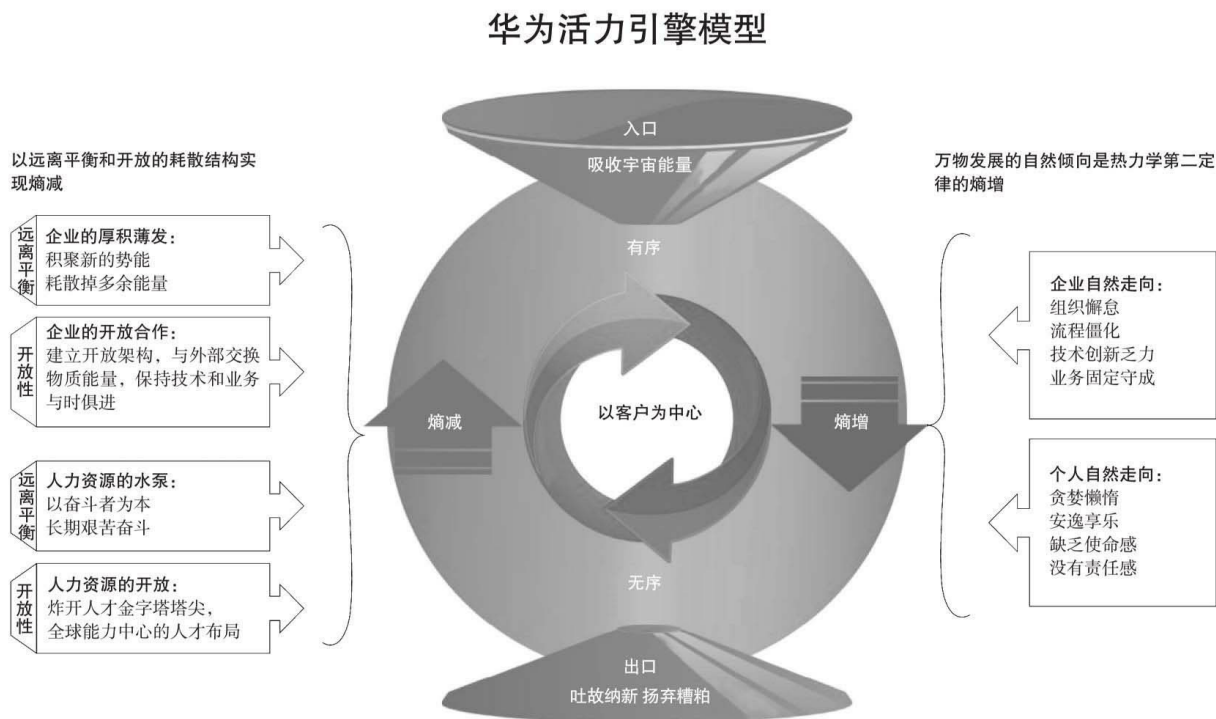 华为活力引擎模型
以远离平衡和开放的耗散结构实
现熵减
远离平衡
企业的厚积薄发：
积聚新的势能
耗散掉多余能量
开放性
企业的开放合作：
建立开放架构，与外部交换
物质能量，保持技术和业务
与时俱进
远离平衡
人力资源的水泵：
以奋斗者为本
长期艰苦奋斗
开放性
人力资源的开放：
炸开人才金字塔塔尖，
全球能力中心的人才布局
入口
吸收宇宙能量
有序
熵减
以客户为中心
熵增
无序
出口
吐故纳新 扬弃糟粕
万物发展的自然倾向是热力学第二定
律的熵增
企业自然走向：
组织懈怠
流程僵化
技术创新乏力
业务固定守成
个人自然走向：
贪婪懒惰
安逸享乐
缺乏使命感
没有责任感